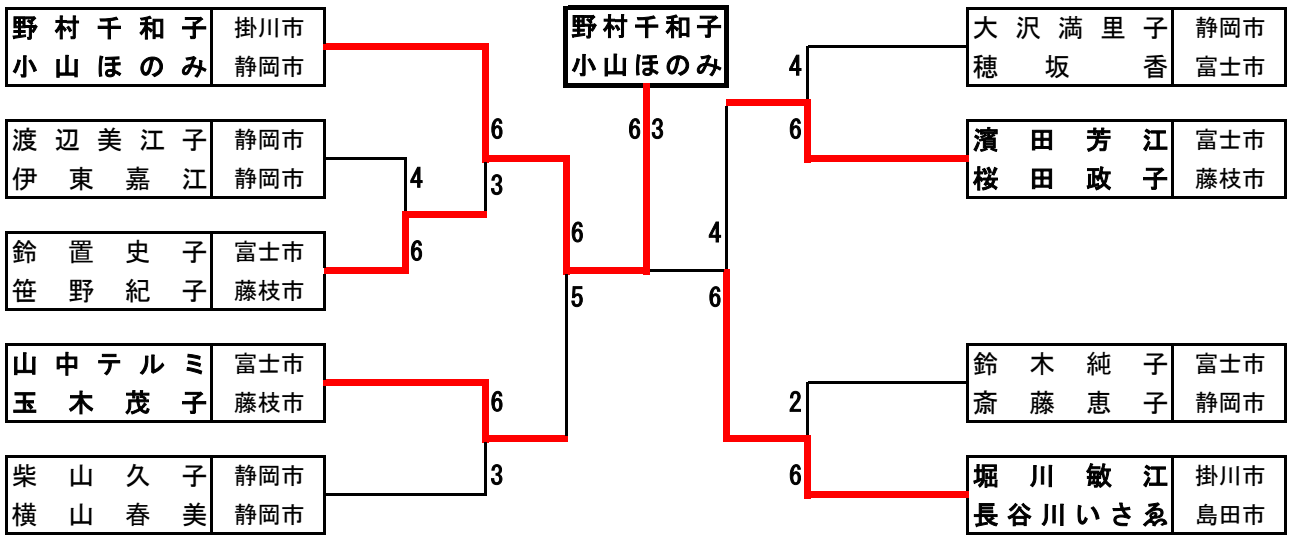 野村千和子 掛川市
小山ほのみ 静岡市
渡辺美江子 静岡市
伊東嘉江 静岡市
鈴置史子 富士市
笹野紀子 藤枝市
山中テルミ 富士市
玉木茂子 藤枝市
柴山久子 静岡市
横山春美 静岡市
6
3
4
6
6
3
6
5
野村千和子
小山ほのみ
6 3
4
6
4
6
2
6
大沢満里子 静岡市
穂坂香 富士市
濱田芳江 富士市
桜田政子 藤枝市
鈴木純子 富士市
斎藤恵子 静岡市
堀川敏江 掛川市
長谷川いさゑ 島田市